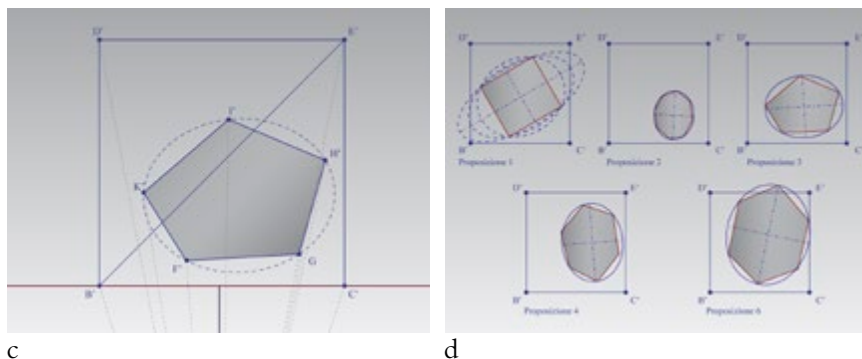 D' E'
I'
H'
K'
F' G
B' C'
c
D' E' D' E' D' E'
B' C' B' C' B' C'
Proposizione 1 Proposizione 2 Proposizione 3
D' E' D' E'
B' C' B' C'
Proposizione 4 Proposizione 6
d